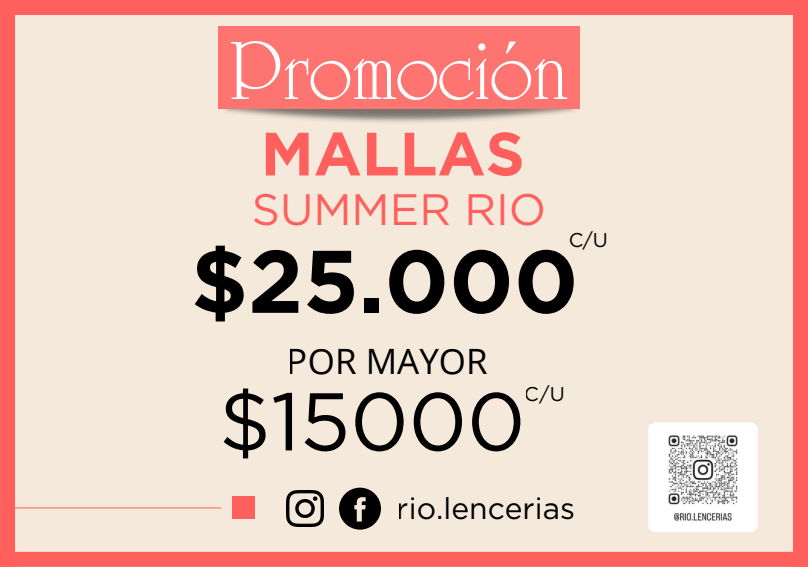 Promoción
MALLAS
SUMMER RIO
$25.000 C/U
POR MAYOR
$15000 C/U
rio.lencerias
@RIO.LENCERIAS